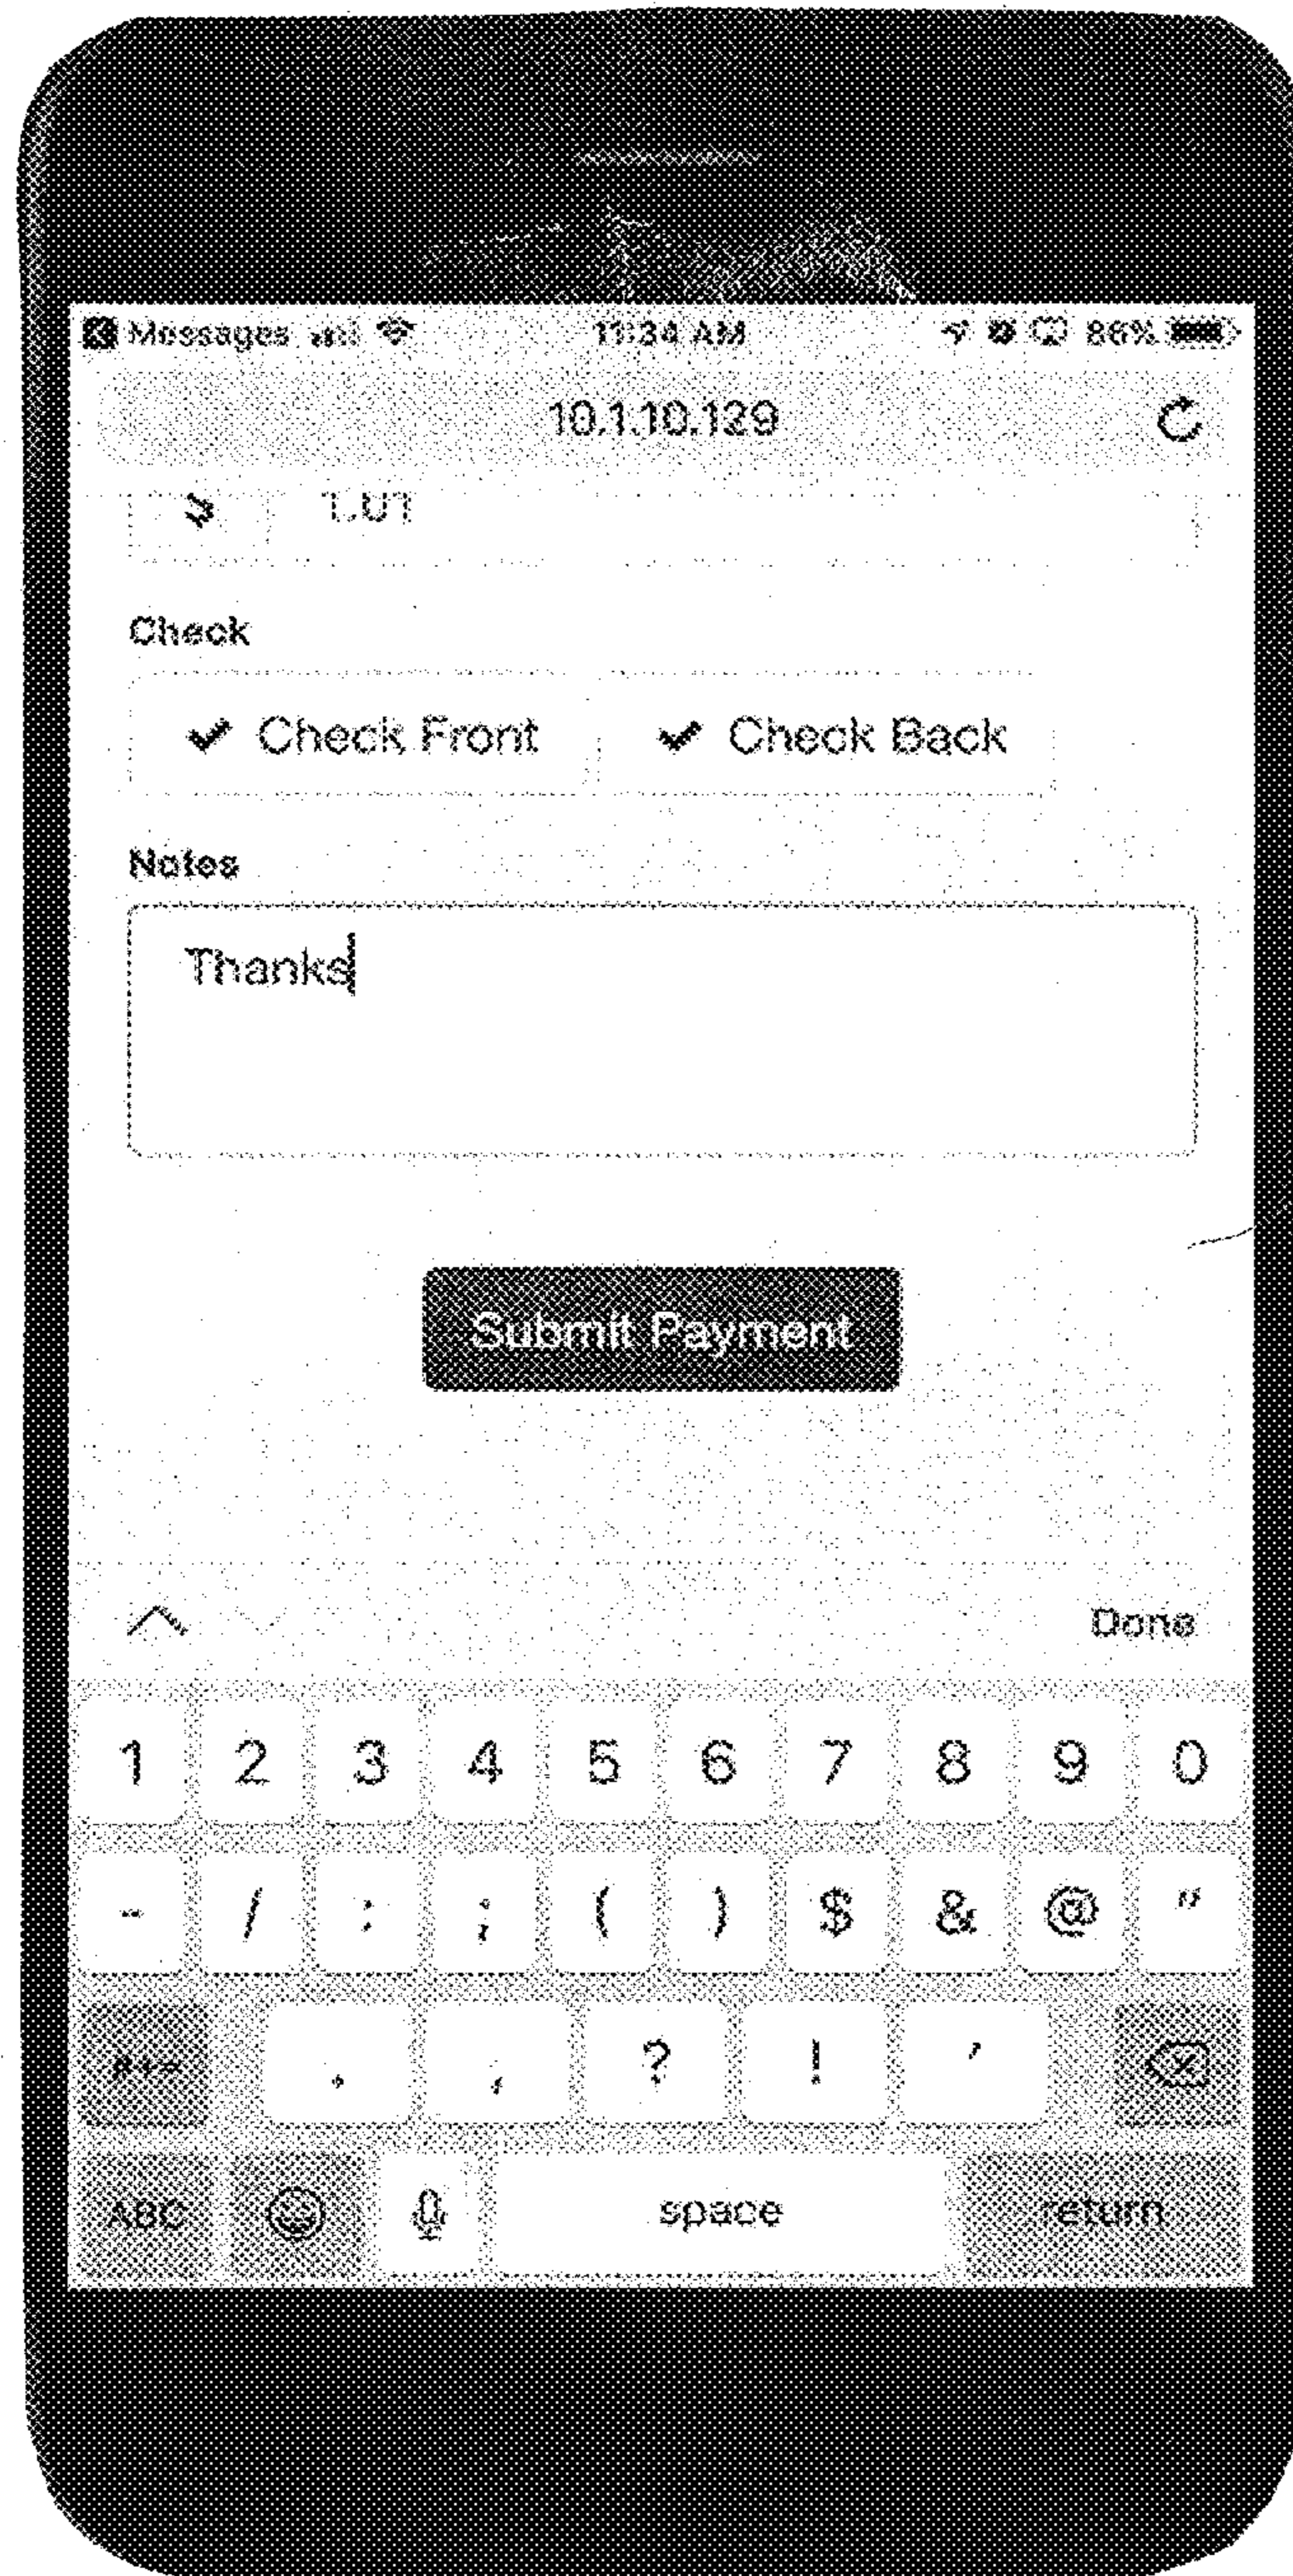 Messages 11:34 AM 86%
10.1.10.129
$ 1.01
Check
✔ Check Front ✔ Check Back
Notes
Thanks
Submit Payment
Done
1 2 3 4 5 6 7 8 9 0
- / : ; ( ) $ & @ "
#+= . , ? ! '
ABC space return